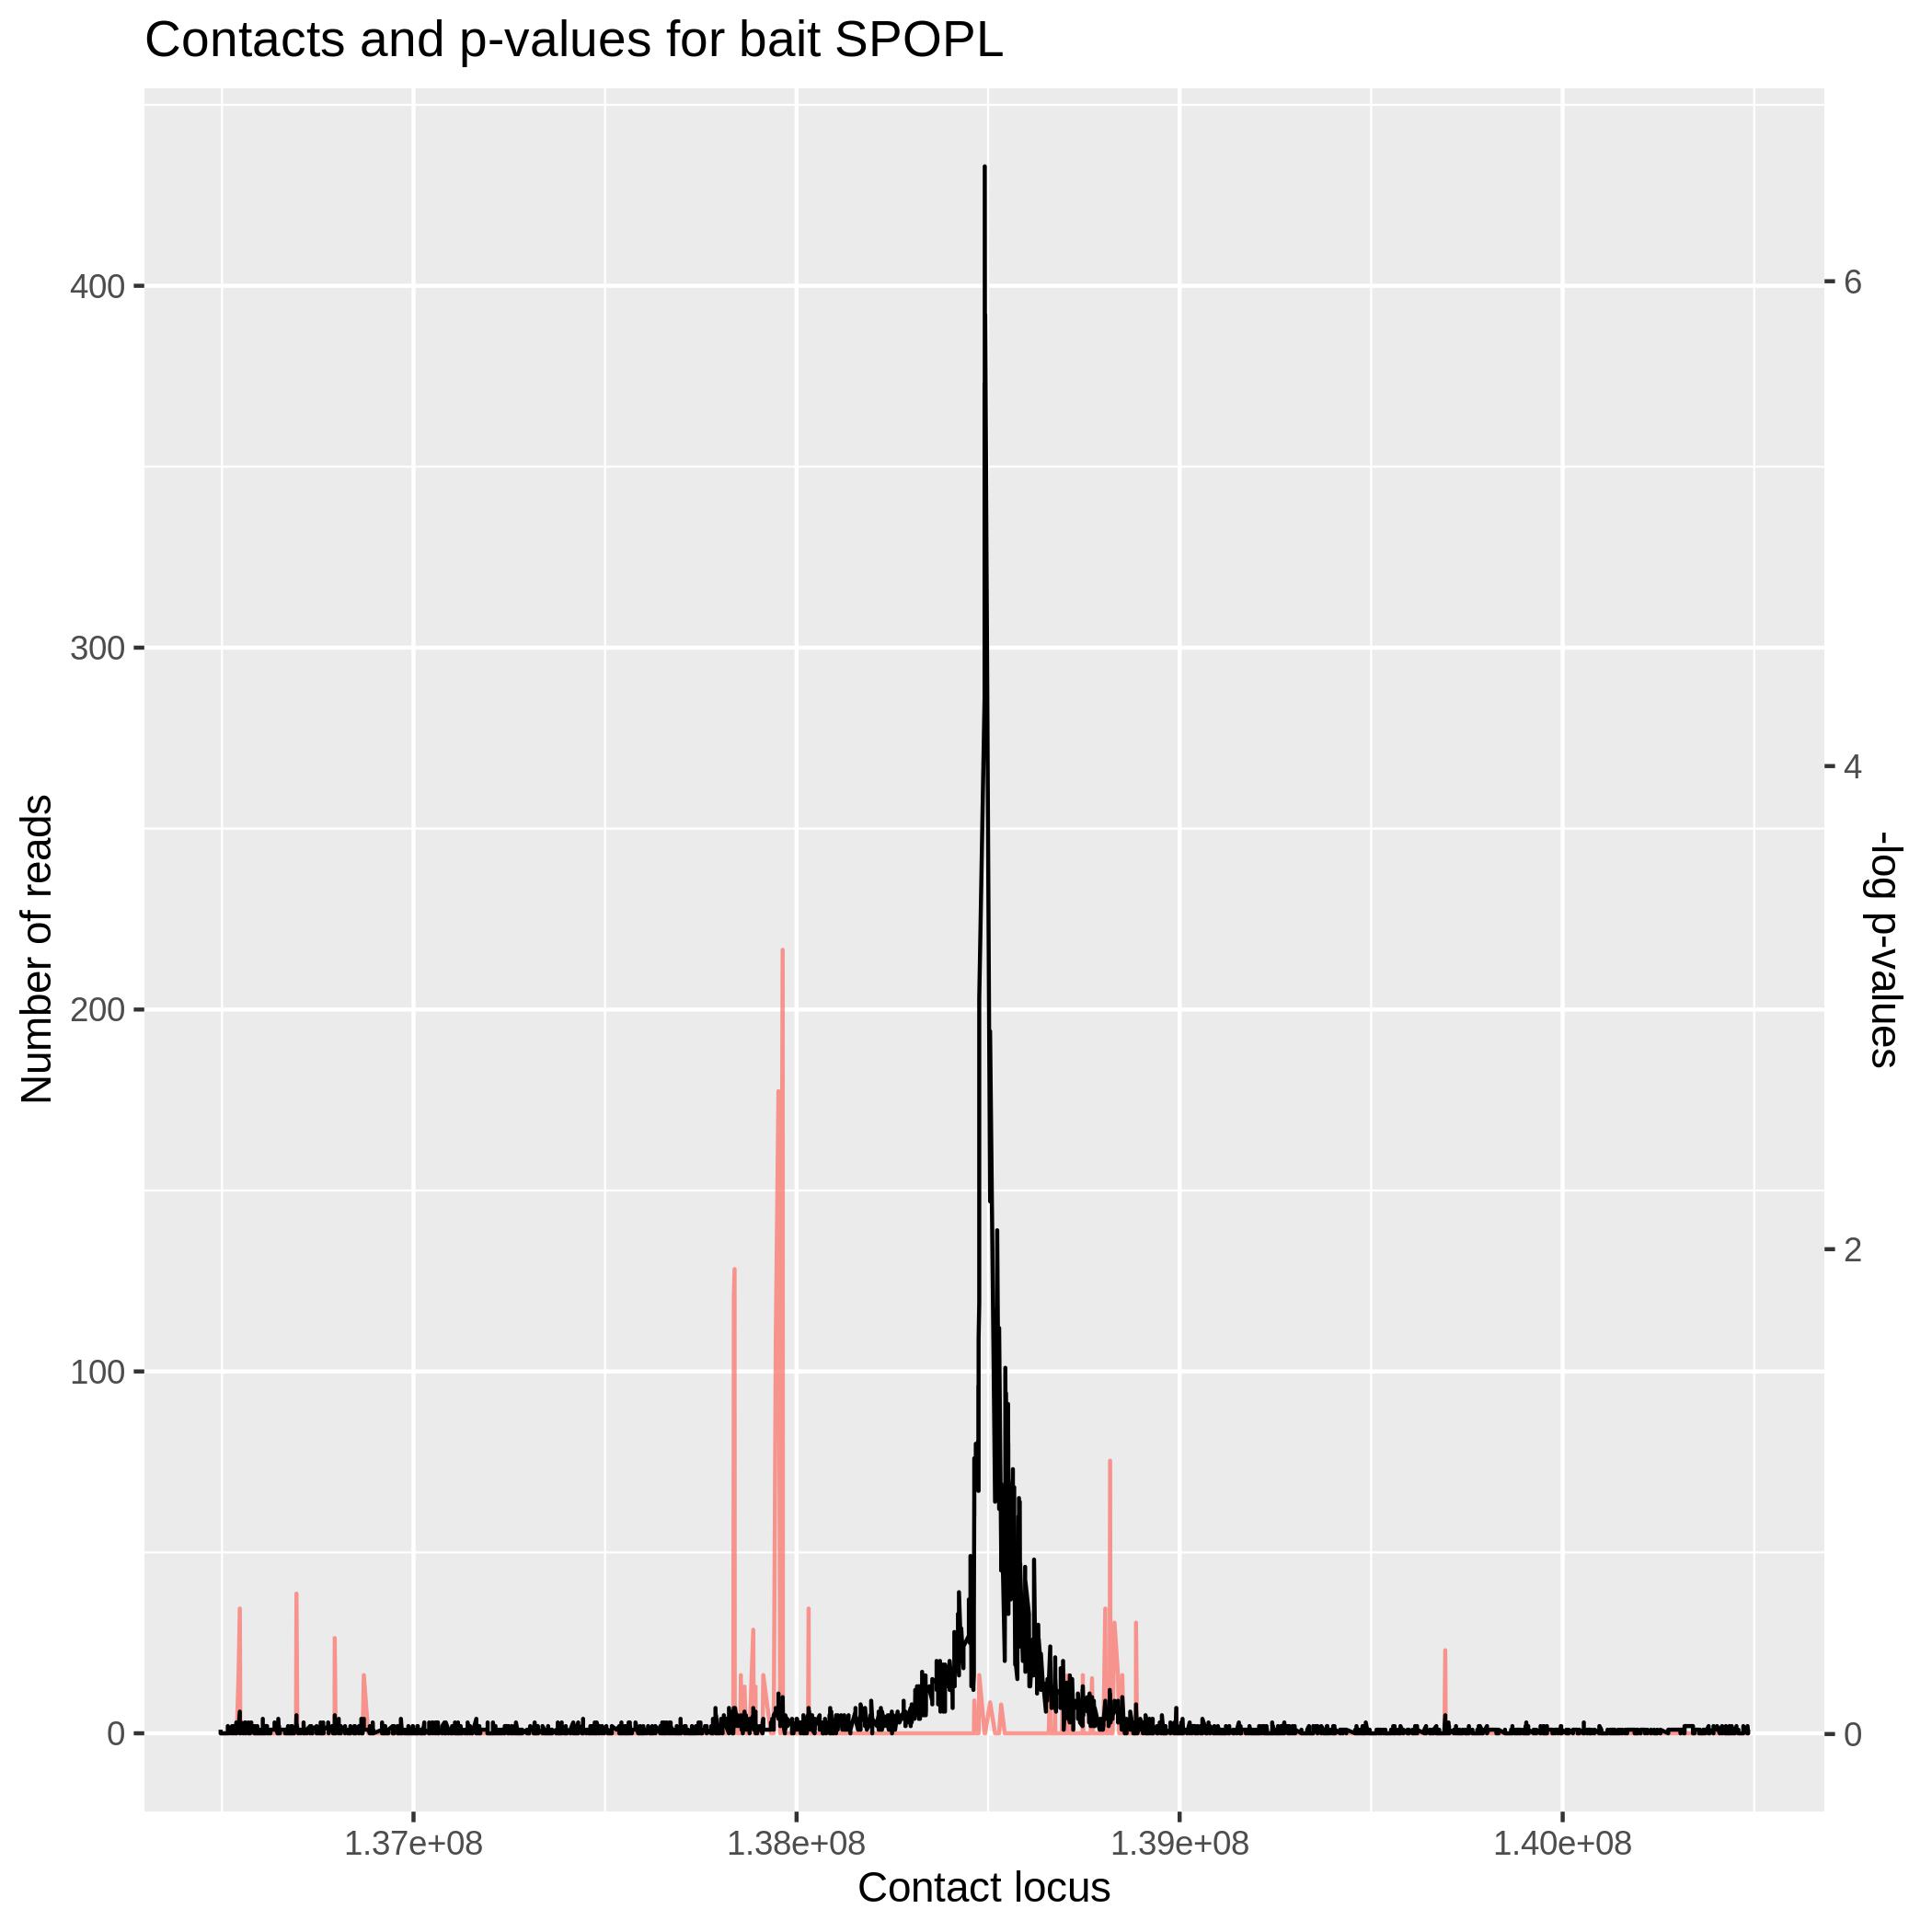 Contacts and p-values for bait SPOPL
Number of reads
400
300
200
100
0
6
4
2
0
-log p-values
1.37e+08
1.38e+08
1.39e+08
1.40e+08
Contact locus